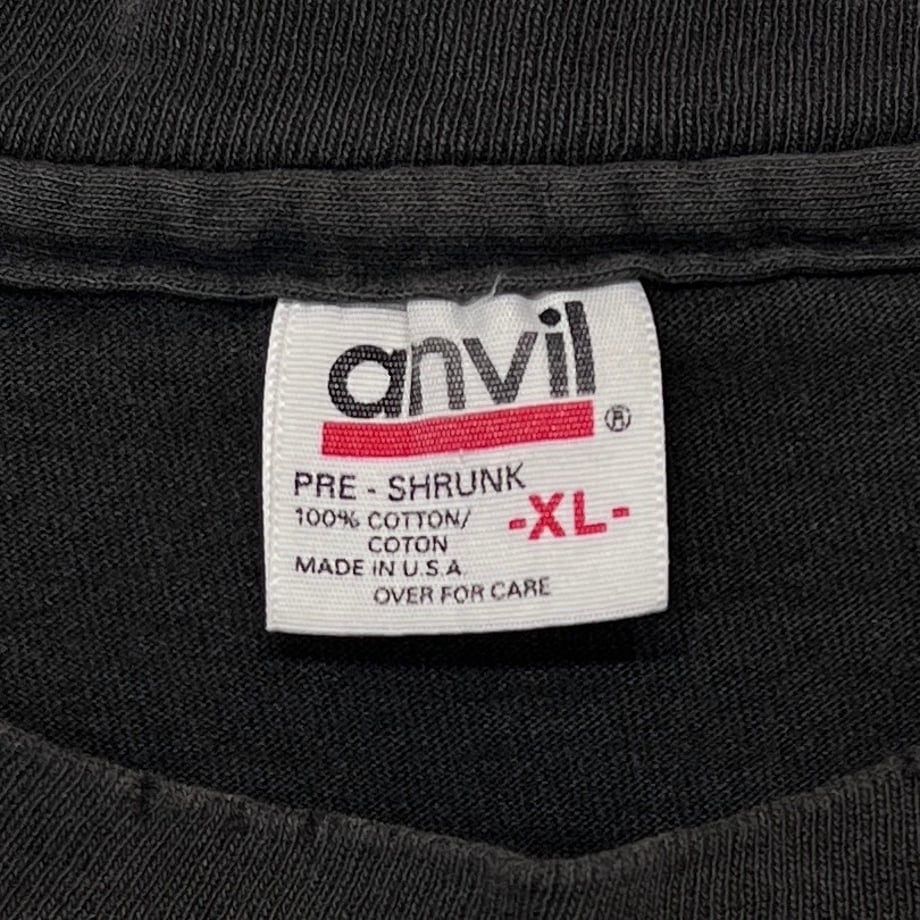 anvil ®
PRE - SHRUNK
100% COTTON/ -XL-
COTON
MADE IN U.S.A.
OVER FOR CARE